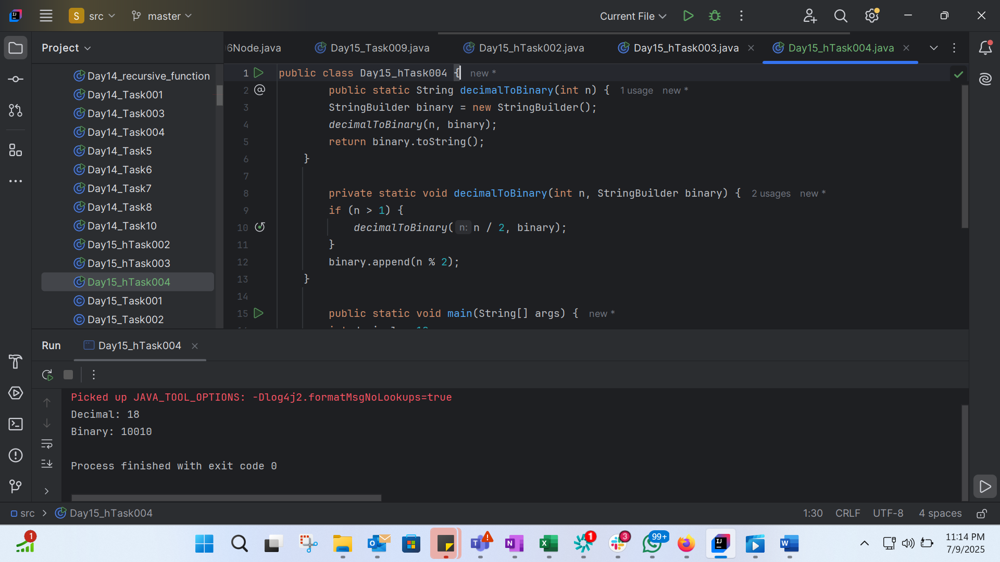 S src master Current File
Project
6Node.java Day15_Task009.java Day15_hTask002.java Day15_hTask003.java Day15_hTask004.java
Day14_recursive_function
Day14_Task001
Day14_Task003
Day14_Task004
Day14_Task5
Day14_Task6
Day14_Task7
Day14_Task8
Day14_Task10
Day15_hTask002
Day15_hTask003
Day15_hTask004
Day15_Task001
Day15_Task002
1 public class Day15_hTask004 { new *
2 public static String decimalToBinary(int n) { 1 usage new *
3 StringBuilder binary = new StringBuilder();
4 decimalToBinary(n, binary);
5 return binary.toString();
6 }
7
8 private static void decimalToBinary(int n, StringBuilder binary) { 2 usages new *
9 if (n > 1) {
10 decimalToBinary( n: n / 2, binary);
11 }
12 binary.append(n % 2);
13 }
14
15 public static void main(String[] args) { new *
Run Day15_hTask004
Picked up JAVA_TOOL_OPTIONS: -Dlog4j2.formatMsgNoLookups=true
Decimal: 18
Binary: 10010
Process finished with exit code 0
src > Day15_hTask004 1:30 CRLF UTF-8 4 spaces
1 1 3 99+
11:14 PM
7/9/2025